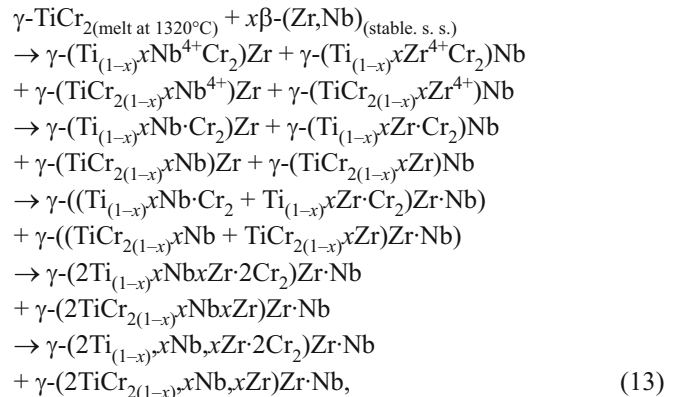 γ-TiCr₂(melt at 1320°C) + xβ-(Zr,Nb)(stable. s. s.)
→ γ-(Ti₍₁₋ₓ₎xNb⁴⁺Cr₂)Zr + γ-(Ti₍₁₋ₓ₎xZr⁴⁺Cr₂)Nb
+ γ-(TiCr₂₍₁₋ₓ₎xNb⁴⁺)Zr + γ-(TiCr₂₍₁₋ₓ₎xZr⁴⁺)Nb
→ γ-(Ti₍₁₋ₓ₎xNb·Cr₂)Zr + γ-(Ti₍₁₋ₓ₎xZr·Cr₂)Nb
+ γ-(TiCr₂₍₁₋ₓ₎xNb)Zr + γ-(TiCr₂₍₁₋ₓ₎xZr)Nb
→ γ-((Ti₍₁₋ₓ₎xNb·Cr₂ + Ti₍₁₋ₓ₎xZr·Cr₂)Zr·Nb)
+ γ-((TiCr₂₍₁₋ₓ₎xNb + TiCr₂₍₁₋ₓ₎xZr)Zr·Nb)
→ γ-(2Ti₍₁₋ₓ₎xNbxZr·2Cr₂)Zr·Nb
+ γ-(2TiCr₂₍₁₋ₓ₎xNbxZr)Zr·Nb
→ γ-(2Ti₍₁₋ₓ₎,xNb,xZr·2Cr₂)Zr·Nb
+ γ-(2TiCr₂₍₁₋ₓ₎,xNb,xZr)Zr·Nb, (13)